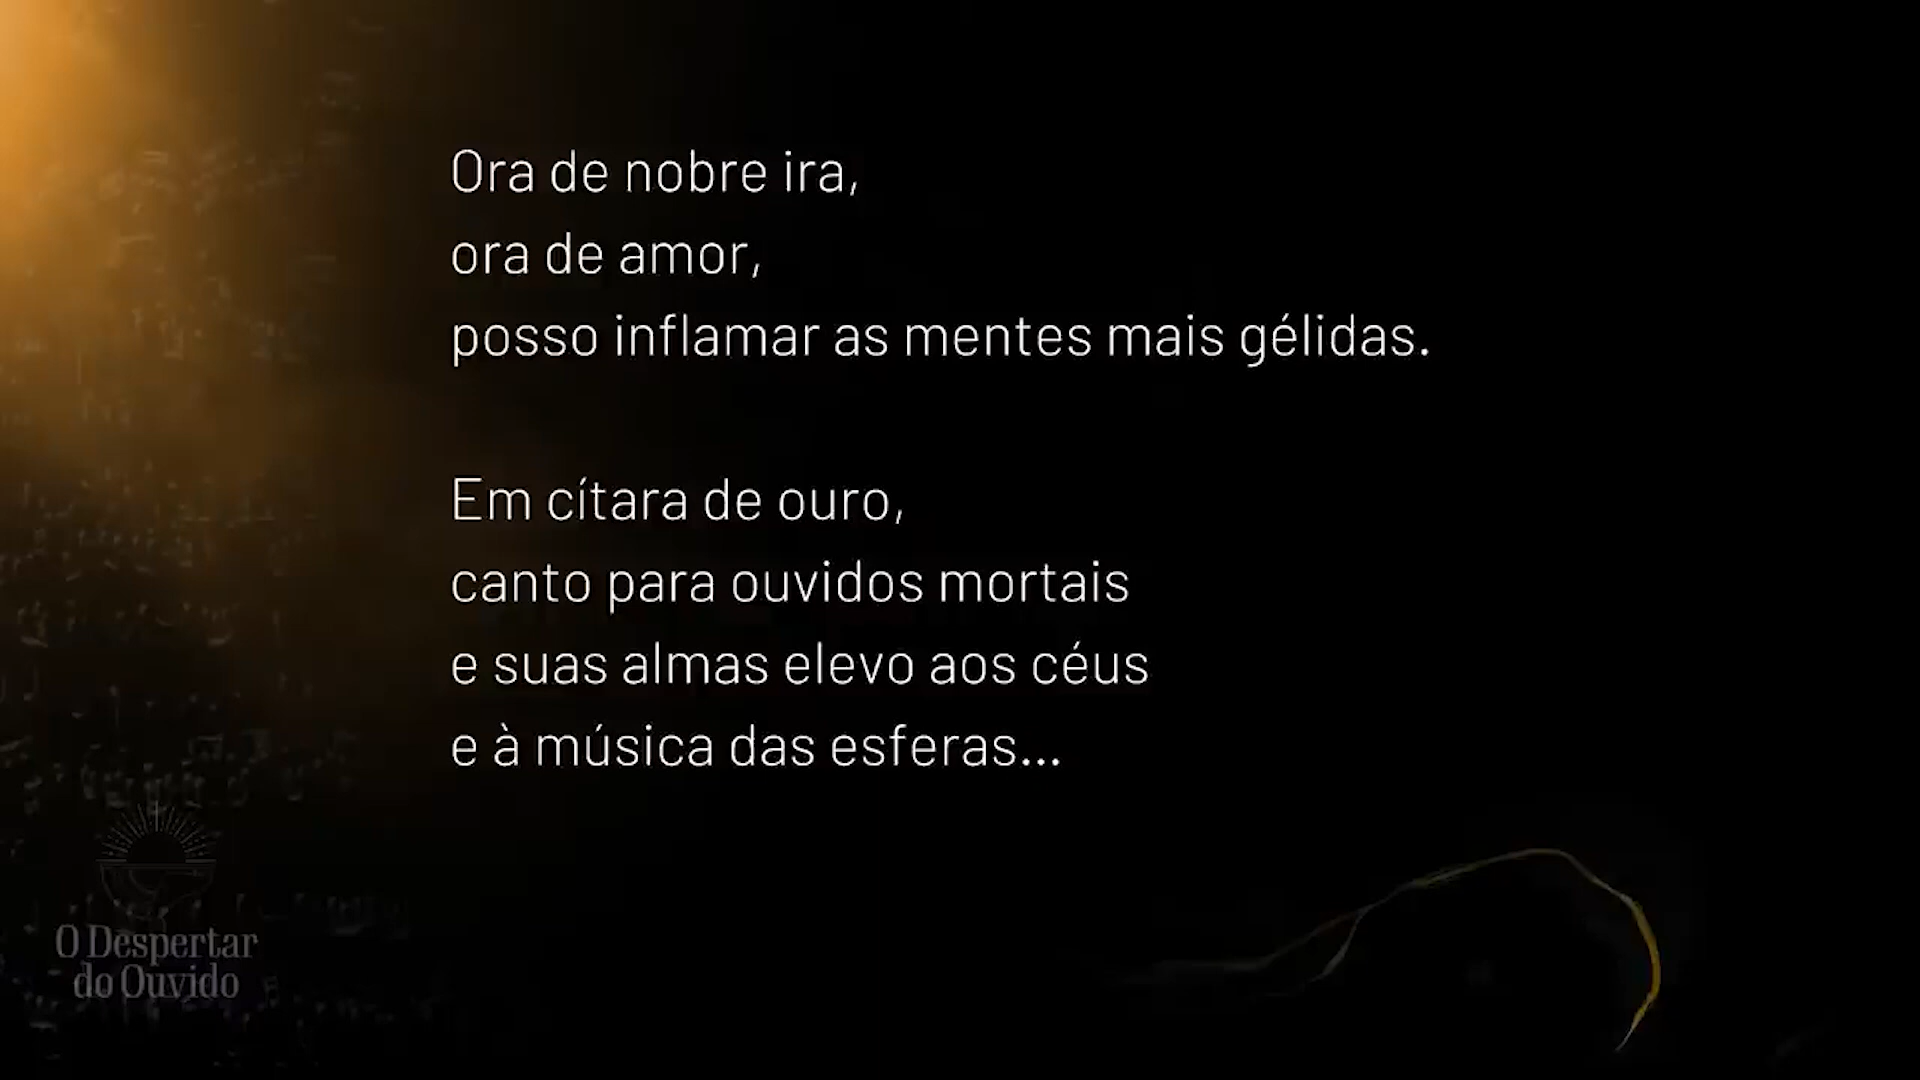 Ora de nobre ira,
ora de amor,
posso inflamar as mentes mais gélidas.
Em cítara de ouro,
canto para ouvidos mortais
e suas almas elevo aos céus
e à música das esferas...
O Despertar
do Ouvido